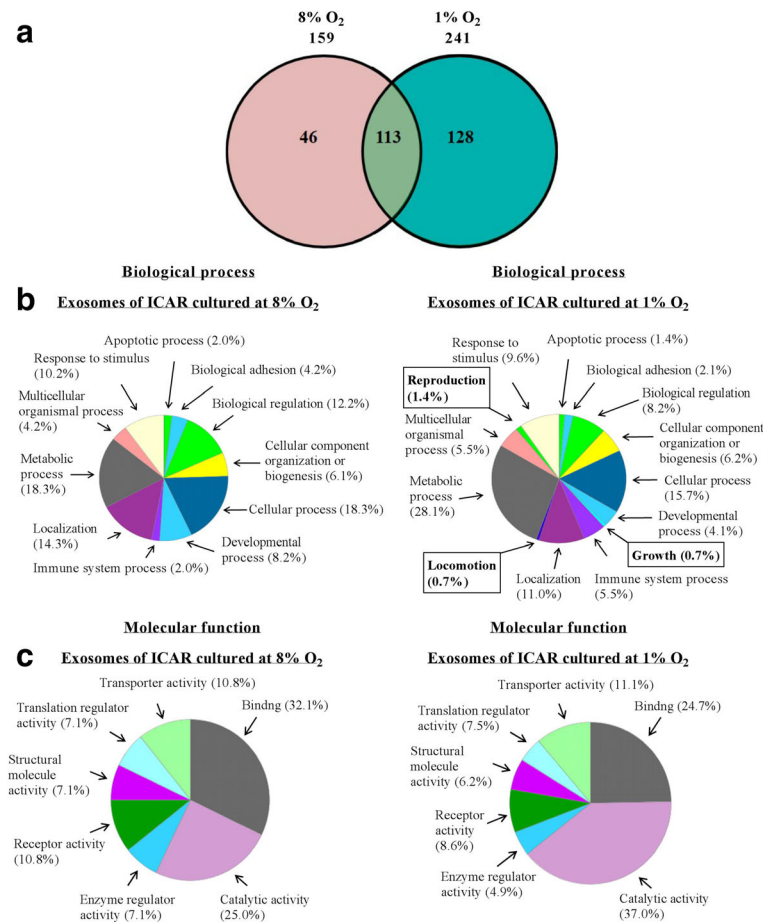 a
8% O₂
159
1% O₂
241
46
113
128
Biological process
b
Exosomes of ICAR cultured at 8% O₂
Apoptotic process (2.0%)
Response to stimulus
(10.2%)
Biological adhesion (4.2%)
Multicellular
organismal process
(4.2%)
Biological regulation (12.2%)
Metabolic
process
(18.3%)
Cellular component
organization or
biogenesis (6.1%)
Cellular process (18.3%)
Localization
(14.3%)
Developmental
process (8.2%)
Immune system process (2.0%)
Biological process
Exosomes of ICAR cultured at 1% O₂
Response to
stimulus (9.6%)
Apoptotic process (1.4%)
Biological adhesion (2.1%)
Reproduction
(1.4%)
Biological regulation
(8.2%)
Multicellular
organismal
process (5.5%)
Cellular component
organization or
biogenesis (6.2%)
Metabolic
process
(28.1%)
Cellular process
(15.7%)
Developmental
process (4.1%)
Locomotion
(0.7%)
Growth (0.7%)
Localization
(11.0%)
Immune system process
(5.5%)
Molecular function
c
Exosomes of ICAR cultured at 8% O₂
Transporter activity (10.8%)
Bindng (32.1%)
Translation regulator
activity (7.1%)
Structural
molecule
activity (7.1%)
Receptor activity
(10.8%)
Enzyme regulator
activity (7.1%)
Catalytic activity
(25.0%)
Molecular function
Exosomes of ICAR cultured at 1% O₂
Transporter activity (11.1%)
Bindng (24.7%)
Translation regulator
activity (7.5%)
Structural
molecule
activity (6.2%)
Receptor
activity
(8.6%)
Enzyme regulator
activity (4.9%)
Catalytic activity
(37.0%)